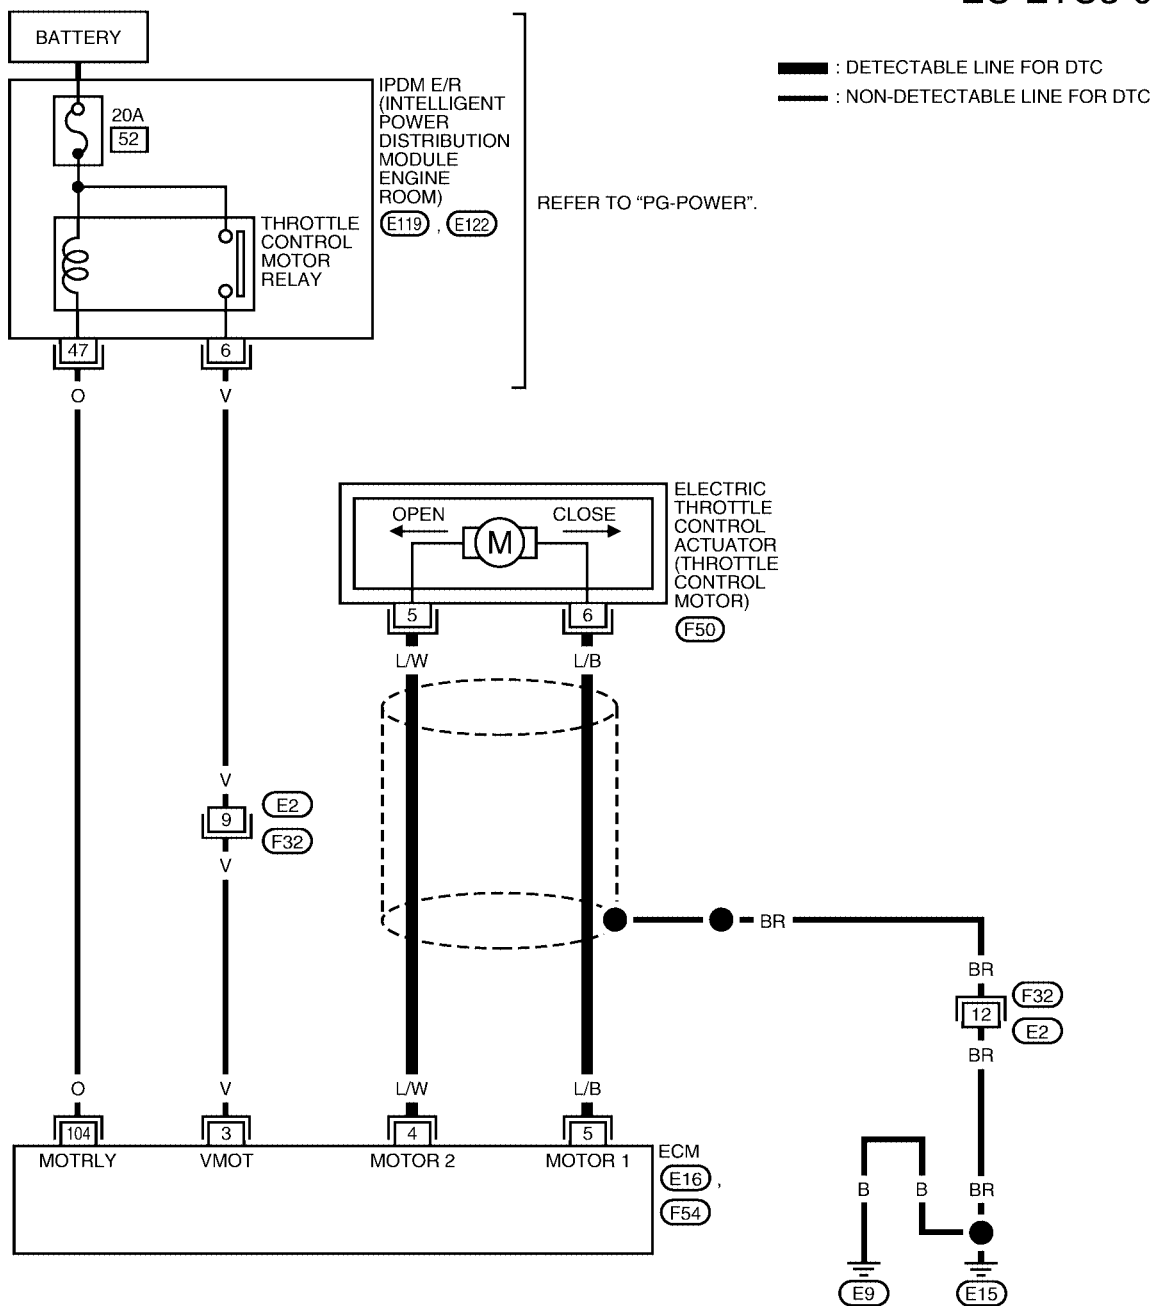 BATTERY
: DETECTABLE LINE FOR DTC
: NON-DETECTABLE LINE FOR DTC
20A
52
IPDM E/R
(INTELLIGENT
POWER
DISTRIBUTION
MODULE
ENGINE
ROOM)
E119 , E122
REFER TO “PG-POWER”.
THROTTLE
CONTROL
MOTOR
RELAY
47
6
O
V
OPEN
CLOSE
M
ELECTRIC
THROTTLE
CONTROL
ACTUATOR
(THROTTLE
CONTROL
MOTOR)
F50
5
6
L/W
L/B
V
9
E2
F32
V
BR
BR
12
F32
E2
BR
O
V
L/W
L/B
104
3
4
5
MOTRLY
VMOT
MOTOR 2
MOTOR 1
ECM
E16 ,
F54
B
B
BR
E9
E15